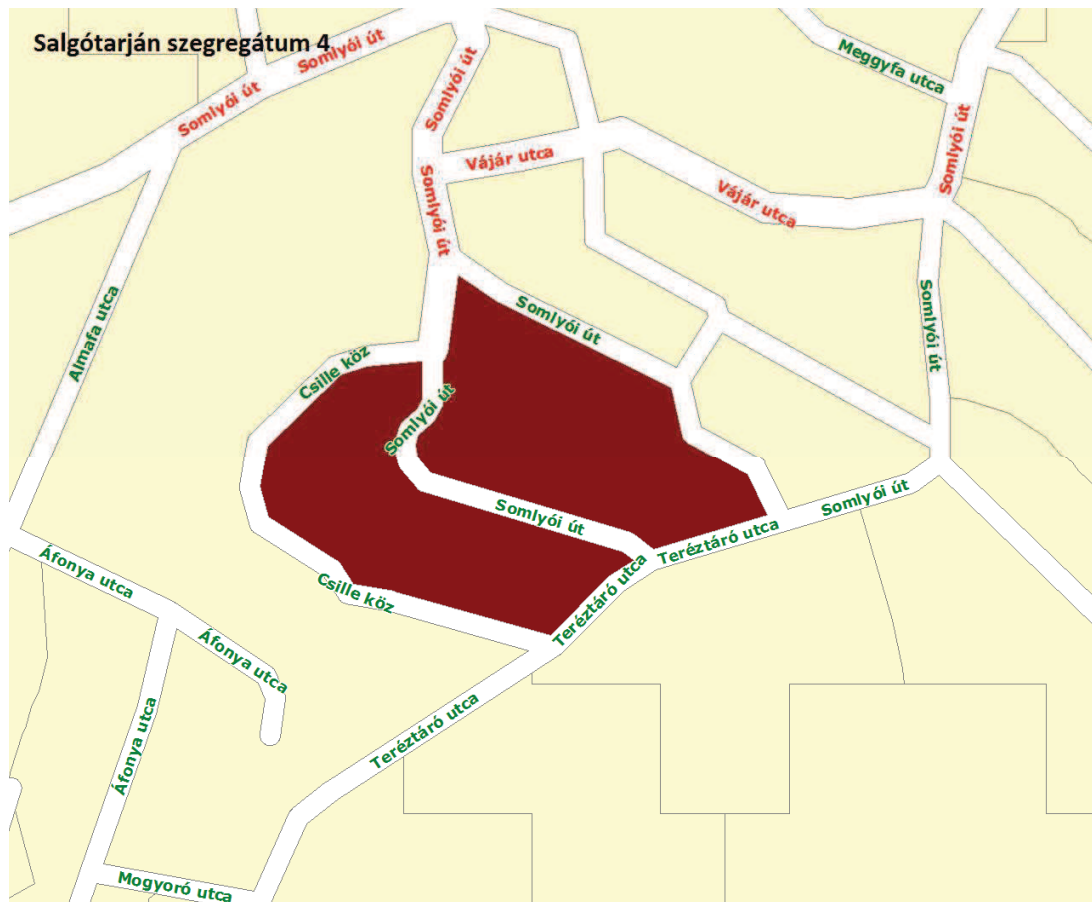 Salgótarján szegregátum 4.
Somlyói út
Somlyói út
Somlyói út
Meggyfa utca
Somlyói út
Vájár utca
Somlyói út
Vájár utca
Somlyói út
Somlyói út
Somlyói út
Almafa utca
Csille köz
Somlyói út
Somlyói út
Somlyói út
Teréztáró utca
Áfonya utca
Csille köz
Teréztáró utca
Áfonya utca
Teréztáró utca
Áfonya utca
Mogyoró utca